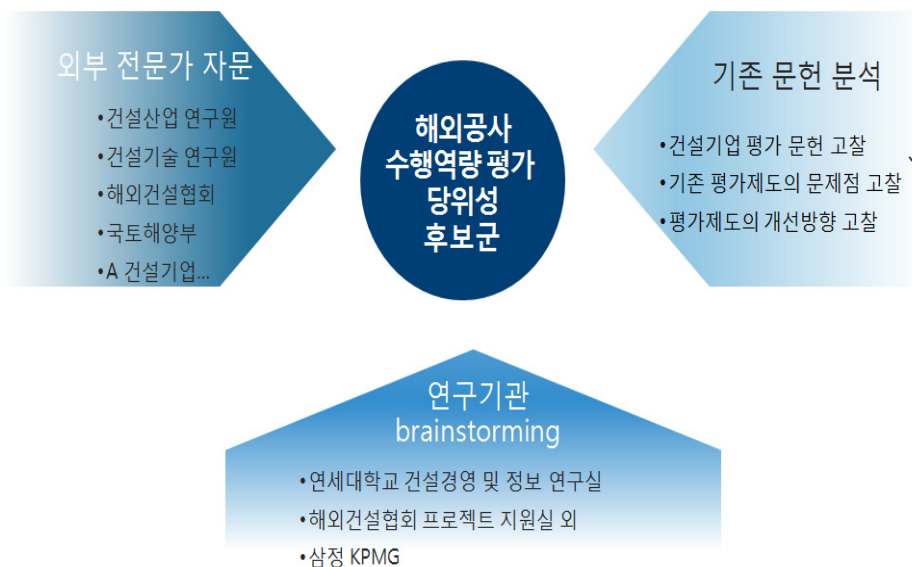 외부 전문가 자문
•건설산업 연구원
•건설기술 연구원
•해외건설협회
•국토해양부
•A 건설기업...
해외공사
수행역량 평가
당위성
후보군
기존 문헌 분석
•건설기업 평가 문헌 고찰
•기존 평가제도의 문제점 고찰
•평가제도의 개선방향 고찰
연구기관
brainstorming
•연세대학교 건설경영 및 정보 연구실
•해외건설협회 프로젝트 지원실 외
•삼정 KPMG